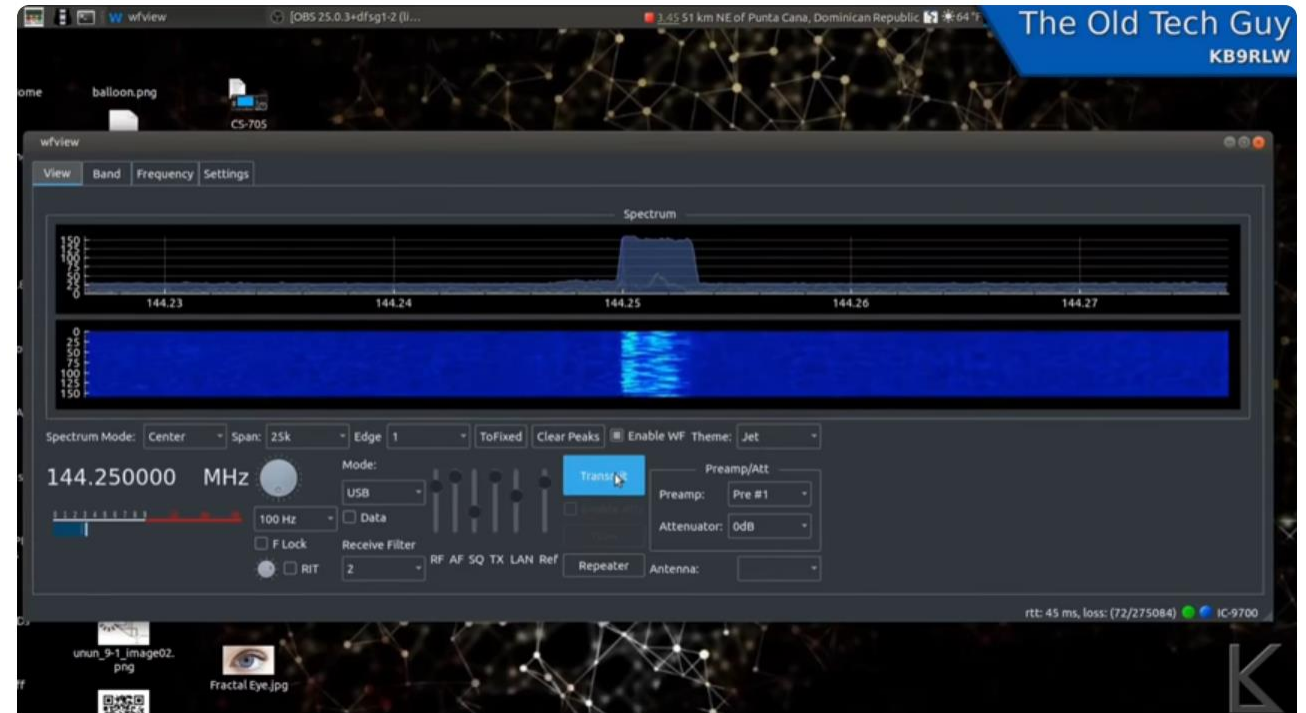 wfview
[OBS 25.0.3+dfsg1-2 (li...
3.45 51 km NE of Punta Cana, Dominican Republic
64°F
The Old Tech Guy
KB9RLW
ome
balloon.png
CS-705
wfview
View Band Frequency Settings
Spectrum
150
125
100
75
50
25
0
144.23 144.24 144.25 144.26 144.27
0
25
50
75
100
125
150
Spectrum Mode: Center Span: 25k Edge 1 ToFixed Clear Peaks Enable WF Theme: Jet
144.250000 MHz
Mode:
USB
Data
100 Hz
F Lock
RIT
Receive Filter
2
RF AF SQ TX LAN Ref
Transmit
Repeater
Preamp/Att
Preamp: Pre #1
Attenuator: 0dB
Antenna:
rtt: 45 ms, loss: (72/275084) IC-9700
unun_9-1_image02.
png
Fractal Eye.jpg
K